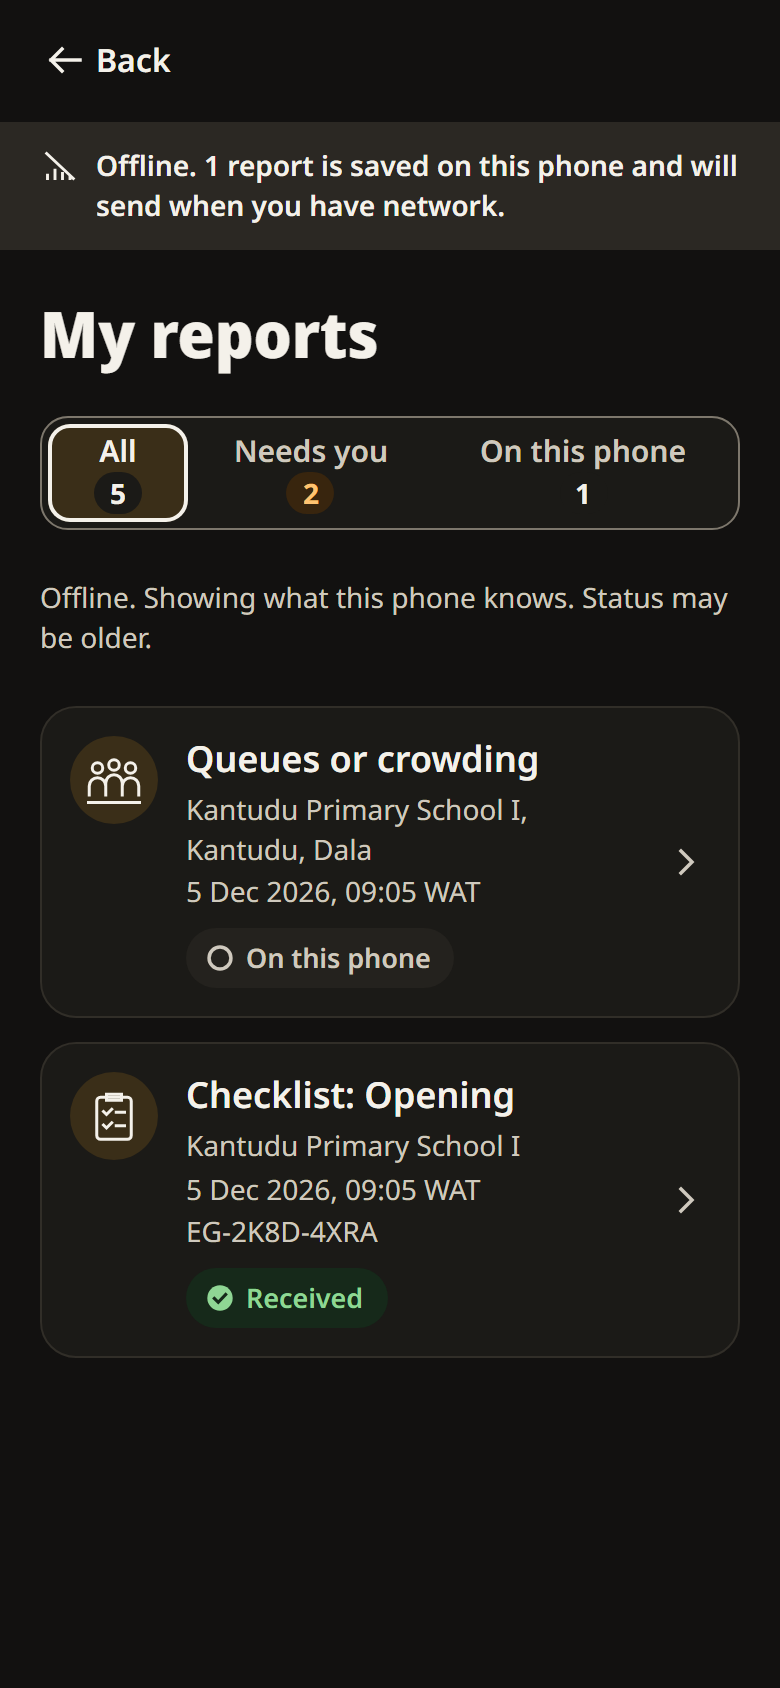 Back
Offline. 1 report is saved on this phone and will
send when you have network.
My reports
All
5
Needs you
2
On this phone
1
Offline. Showing what this phone knows. Status may
be older.
Queues or crowding
Kantudu Primary School I,
Kantudu, Dala
5 Dec 2026, 09:05 WAT
On this phone
Checklist: Opening
Kantudu Primary School I
5 Dec 2026, 09:05 WAT
EG-2K8D-4XRA
Received